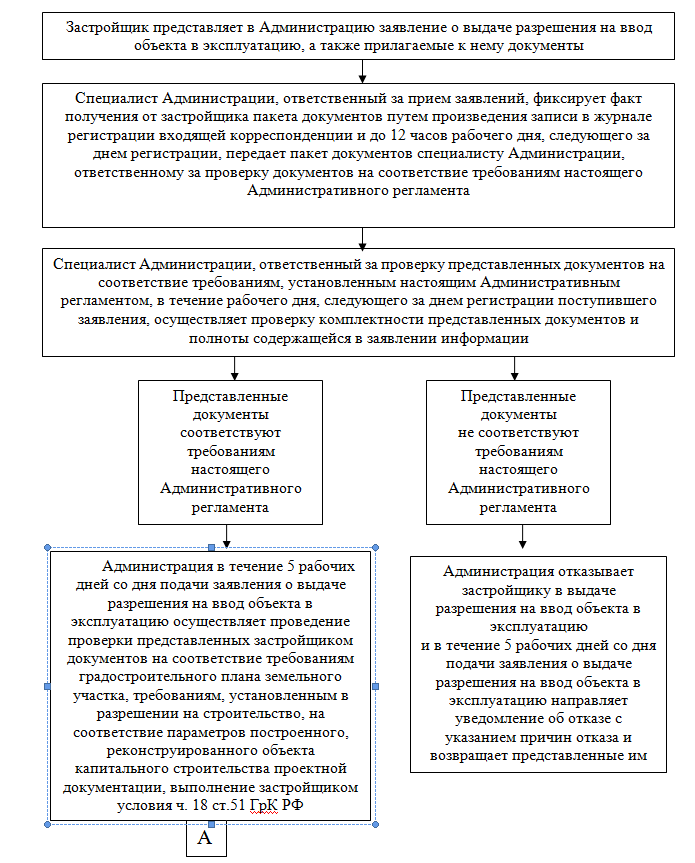 Застройщик представляет в Администрацию заявление о выдаче разрешения на ввод
объекта в эксплуатацию, а также прилагаемые к нему документы
Специалист Администрации, ответственный за прием заявлений, фиксирует факт
получения от застройщика пакета документов путем произведения записи в журнале
регистрации входящей корреспонденции и до 12 часов рабочего дня, следующего за
днем регистрации, передает пакет документов специалисту Администрации,
ответственному за проверку документов на соответствие требованиям настоящего
Административного регламента
Специалист Администрации, ответственный за проверку представленных документов на
соответствие требованиям, установленным настоящим Административным
регламентом, в течение рабочего дня, следующего за днем регистрации поступившего
заявления, осуществляет проверку комплектности представленных документов и
полноты содержащейся в заявлении информации
Представленные
документы
соответствуют
требованиям
настоящего
Административного
регламента
Представленные
документы
не соответствуют
требованиям
настоящего
Административного
регламента
Администрация в течение 5 рабочих
дней со дня подачи заявления о выдаче
разрешения на ввод объекта в
эксплуатацию осуществляет проведение
проверки представленных застройщиком
документов на соответствие требованиям
градостроительного плана земельного
участка, требованиям, установленным в
разрешении на строительство, на
соответствие параметров построенного,
реконструированного объекта
капитального строительства проектной
документации, выполнение застройщиком
условия ч. 18 ст.51 ГрК РФ
Администрация отказывает
застройщику в выдаче
разрешения на ввод объекта в
эксплуатацию
и в течение 5 рабочих дней со дня
подачи заявления о выдаче
разрешения на ввод объекта в
эксплуатацию направляет
уведомление об отказе с
указанием причин отказа и
возвращает представленные им
А